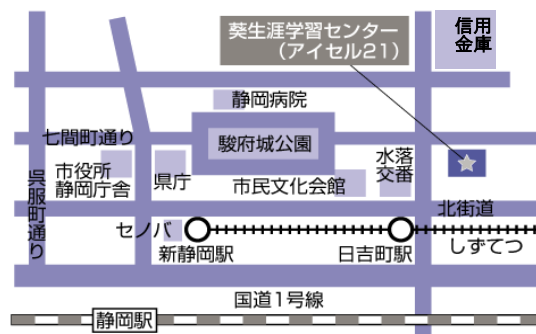 葵生涯学習センター
（アイセル21）
信用
金庫
静岡病院
七間町通り
駿府城公園
水落
交番
市役所
静岡庁舎
県庁
市民文化会館
呉服町通り
北街道
セノバ
新静岡駅
日吉町駅
しずてつ
国道1号線
静岡駅